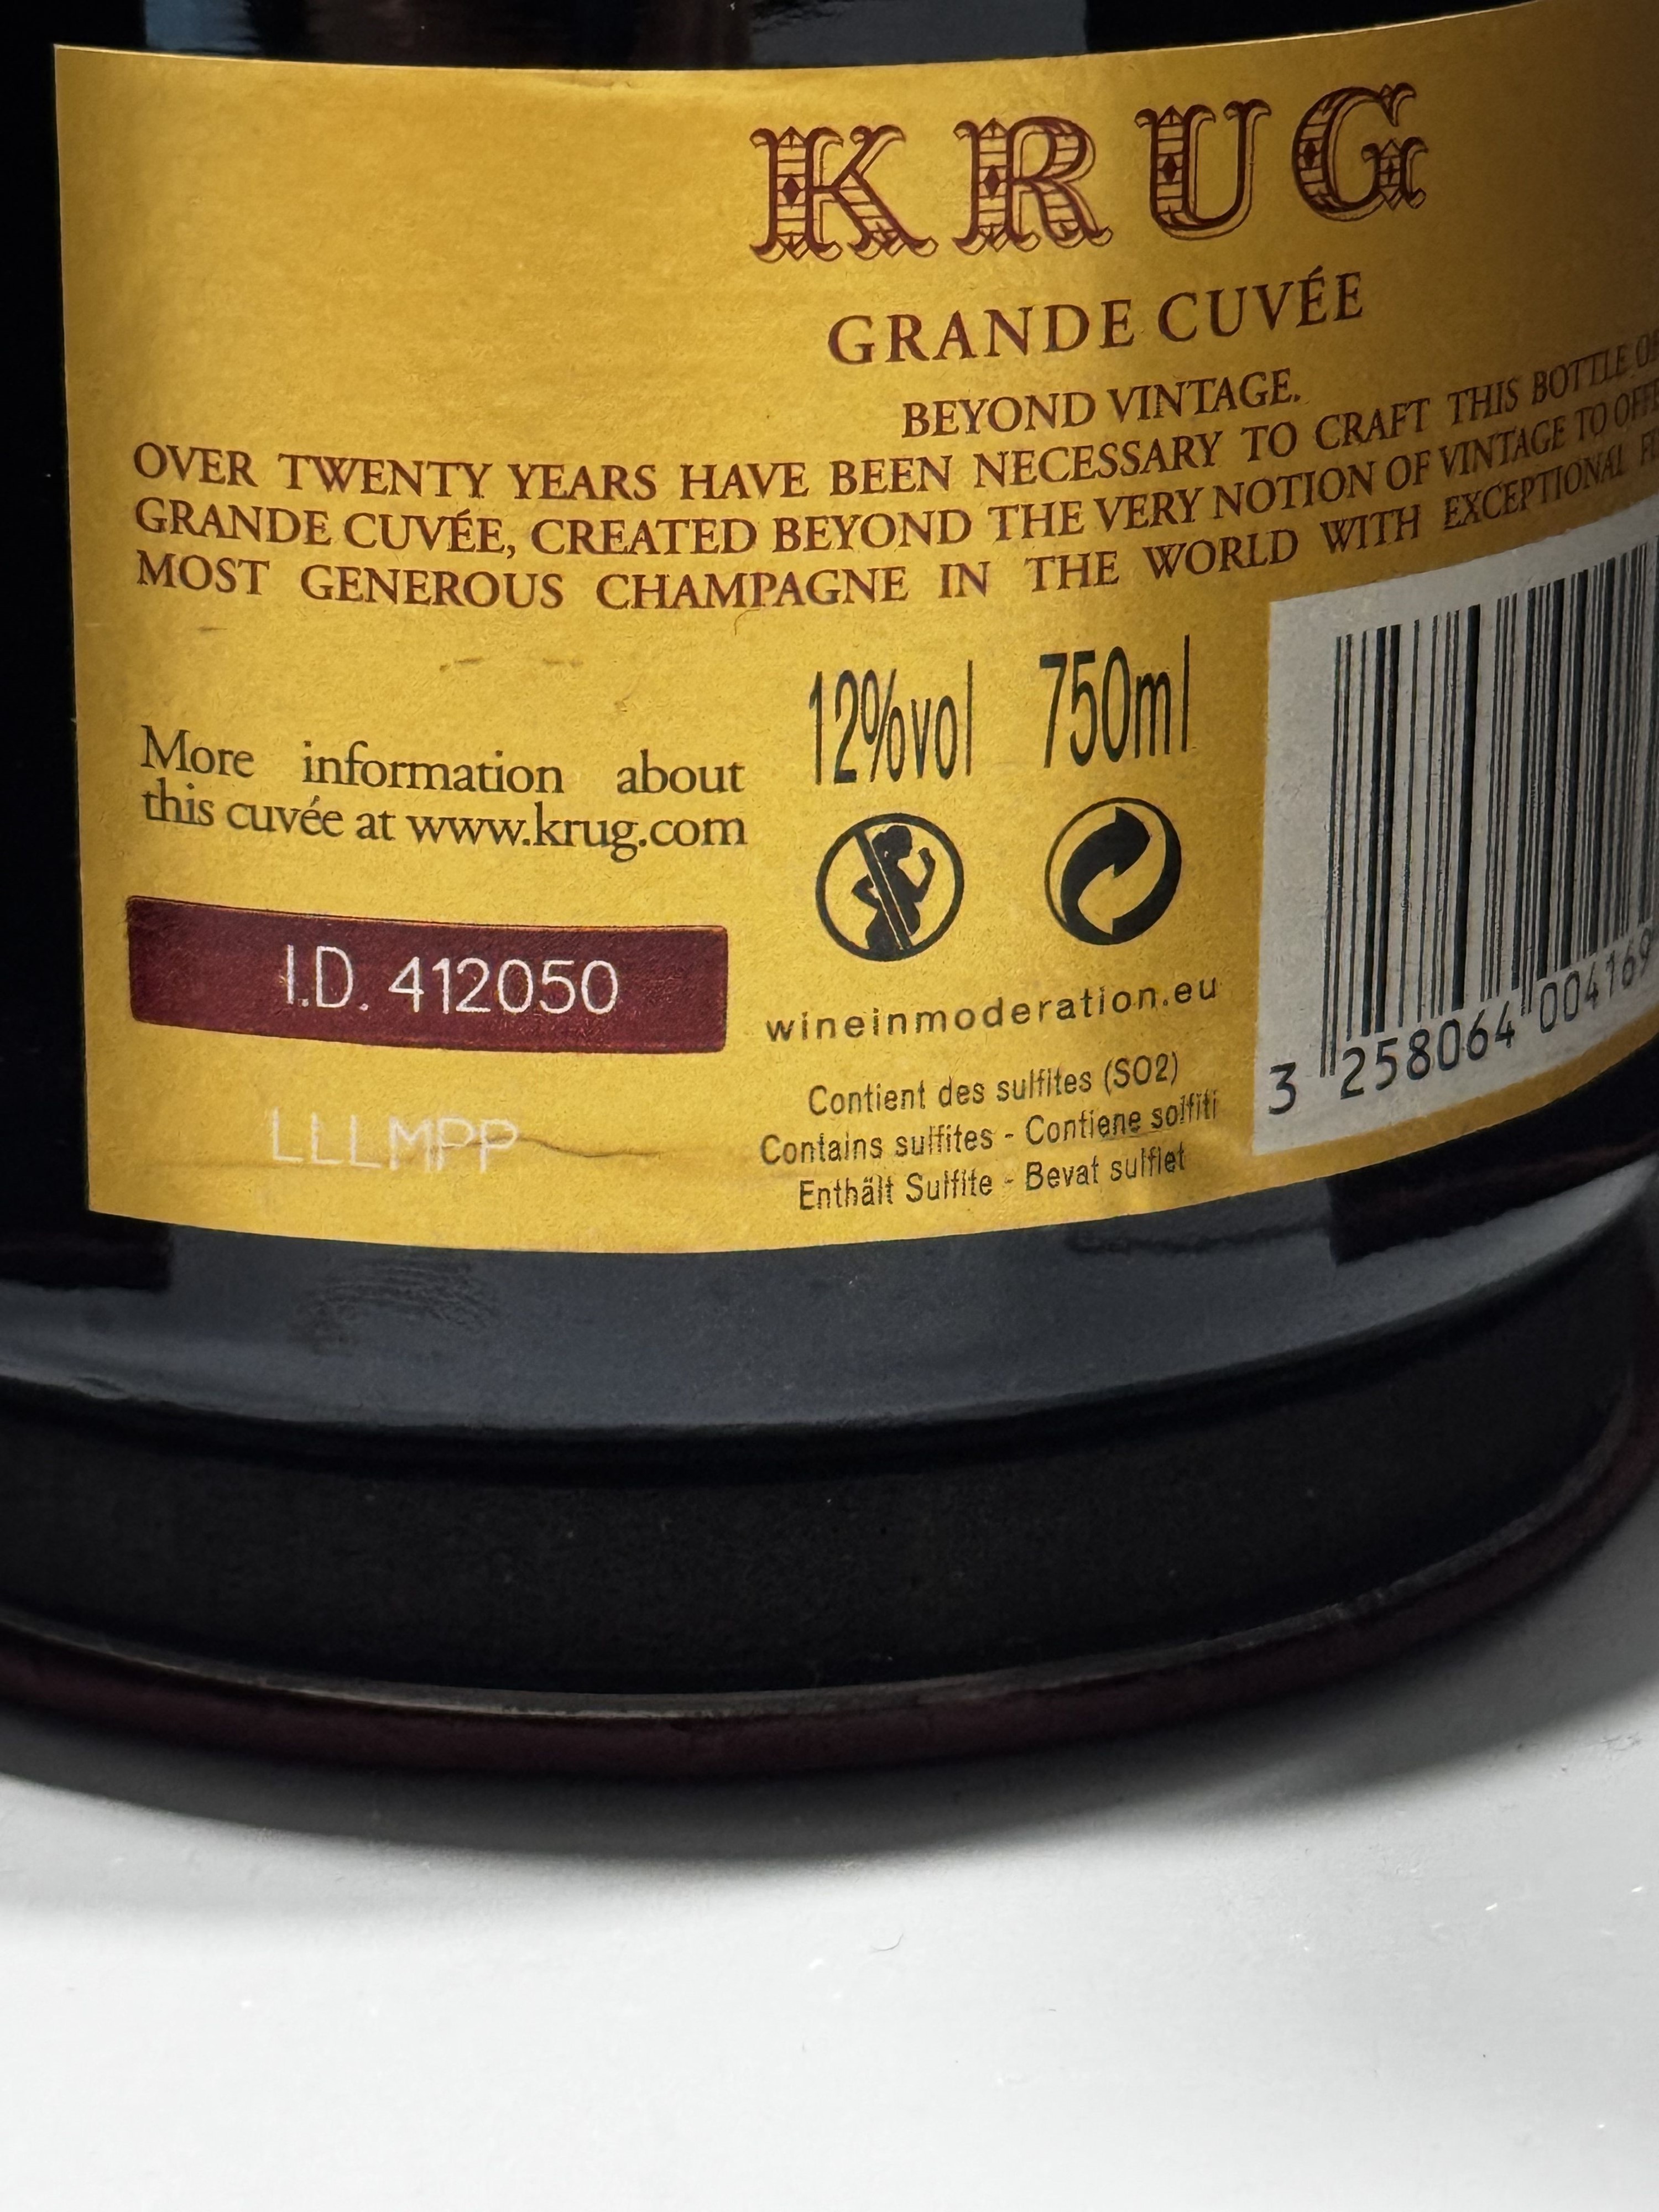 KRUG
GRANDE CUVÉE
BEYOND VINTAGE.
OVER TWENTY YEARS HAVE BEEN NECESSARY TO CRAFT THIS BOTTLE
GRANDE CUVÉE, CREATED BEYOND THE VERY NOTION OF VINTAGE TO
MOST GENEROUS CHAMPAGNE IN THE WORLD WITH EXCEPTIONAL
12%vol 750ml
More information about
this cuvée at www.krug.com
I.D. 412050
LLLMPP
wineinmoderation.eu
Contient des sulfites (SO2)
Contains sulfites - Contiene solfiti
Enthält Sulfite - Bevat sulfiet
3 258064 004169